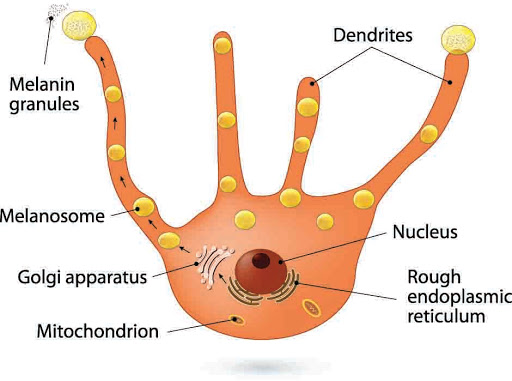 Dendrites
Melanin
granules
Melanosome
Nucleus
Golgi apparatus
Rough
endoplasmic
reticulum
Mitochondrion